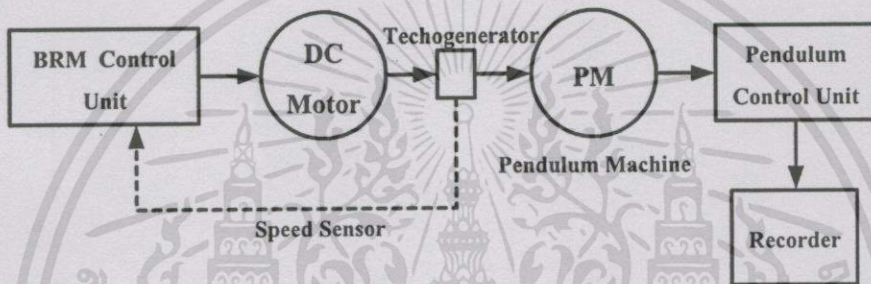 BRM Control
Unit
DC
Motor
Techogenerator
PM
Pendulum Machine
Pendulum
Control Unit
Speed Sensor
Recorder